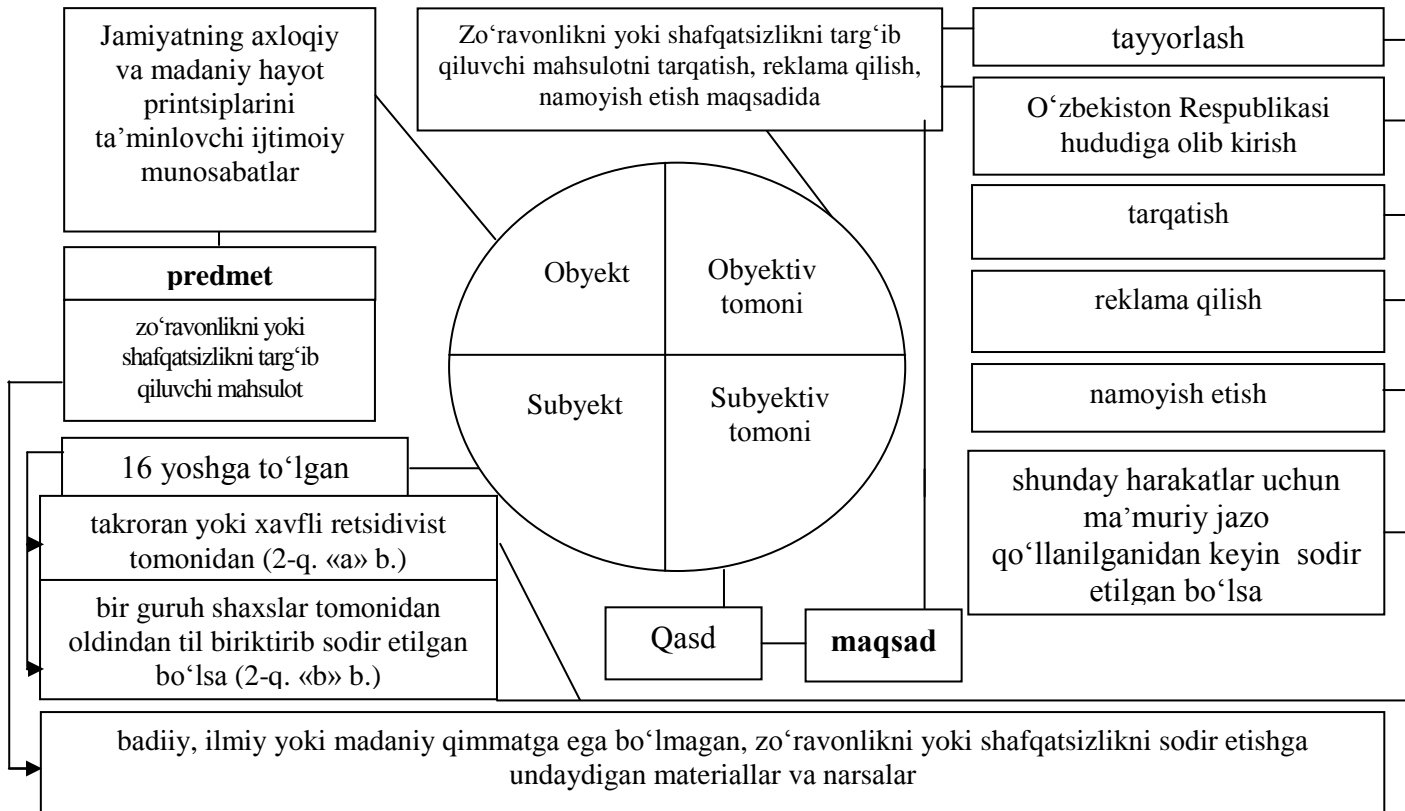 Jamiyatning axloqiy
va madaniy hayot
printsiplarini
ta’minlovchi ijtimoiy
munosabatlar
Zo‘ravonlikni yoki shafqatsizlikni targ‘ib
qiluvchi mahsulotni tarqatish, reklama qilish,
namoyish etish maqsadida
tayyorlash
O‘zbekiston Respublikasi
hududiga olib kirish
tarqatish
reklama qilish
namoyish etish
shunday harakatlar uchun
ma’muriy jazo
qo‘llanilganidan keyin sodir
etilgan bo‘lsa
predmet
zo‘ravonlikni yoki
shafqatsizlikni targ‘ib
qiluvchi mahsulot
Obyekt
Obyektiv
tomoni
Subyekt
Subyektiv
tomoni
16 yoshga to‘lgan
takroran yoki xavfli retsidivist
tomonidan (2-q. «a» b.)
bir guruh shaxslar tomonidan
oldindan til biriktirib sodir etilgan
bo‘lsa (2-q. «b» b.)
Qasd
maqsad
badiiy, ilmiy yoki madaniy qimmatga ega bo‘lmagan, zo‘ravonlikni yoki shafqatsizlikni sodir etishga
undaydigan materiallar va narsalar